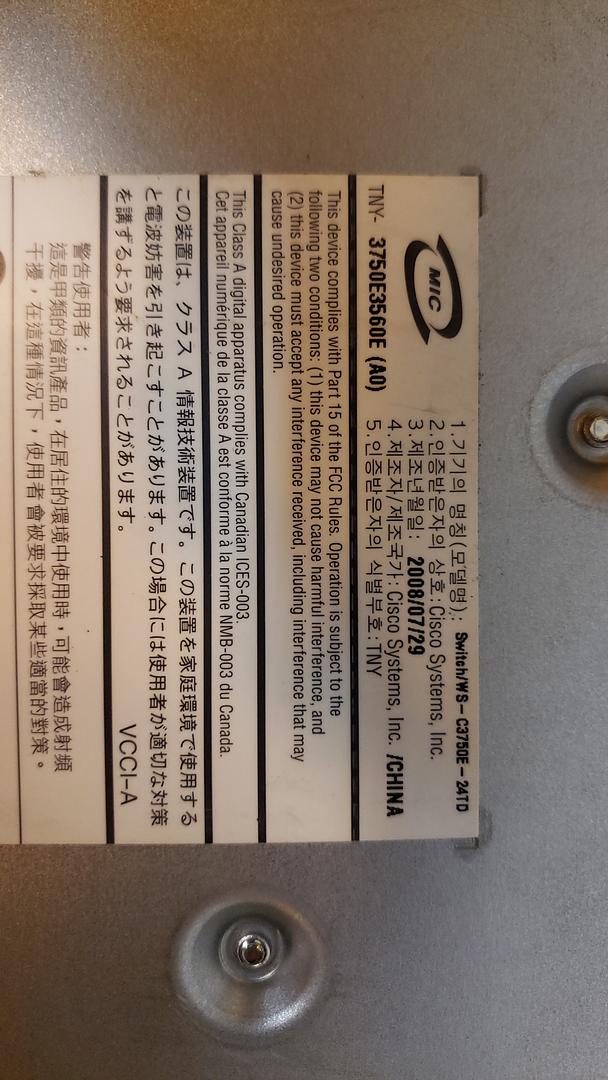 MIC
TNY- 3750E3560E (A0)
1.기기의 명칭(모델명): Switch/WS-C3750E-24TD
2.인증받은자의 상호:Cisco Systems, Inc.
3.제조년월일: 2008/07/29
4.제조자/제조국가: Cisco Systems, Inc. /CHINA
5.인증받은자의 식별부호:TNY
This device complies with Part 15 of the FCC Rules. Operation is subject to the
following two conditions: (1) this device may not cause harmful interference, and
(2) this device must accept any interference received, including interference that may
cause undesired operation.
This Class A digital apparatus complies with Canadian ICES-003.
Cet appareil numérique de la classe A est conforme à la norme NMB-003 du Canada.
この装置は、クラス A 情報技術装置です。この装置を家庭環境で使用する
と電波妨害を引き起こすことがあります。この場合には使用者が適切な対策
を講ずるよう要求されることがあります。
VCCI-A
警告使用者：
這是甲類的資訊產品，在居住的環境中使用時，可能會造成射頻
干擾，在這種情況下，使用者會被要求採取某些適當的對策。